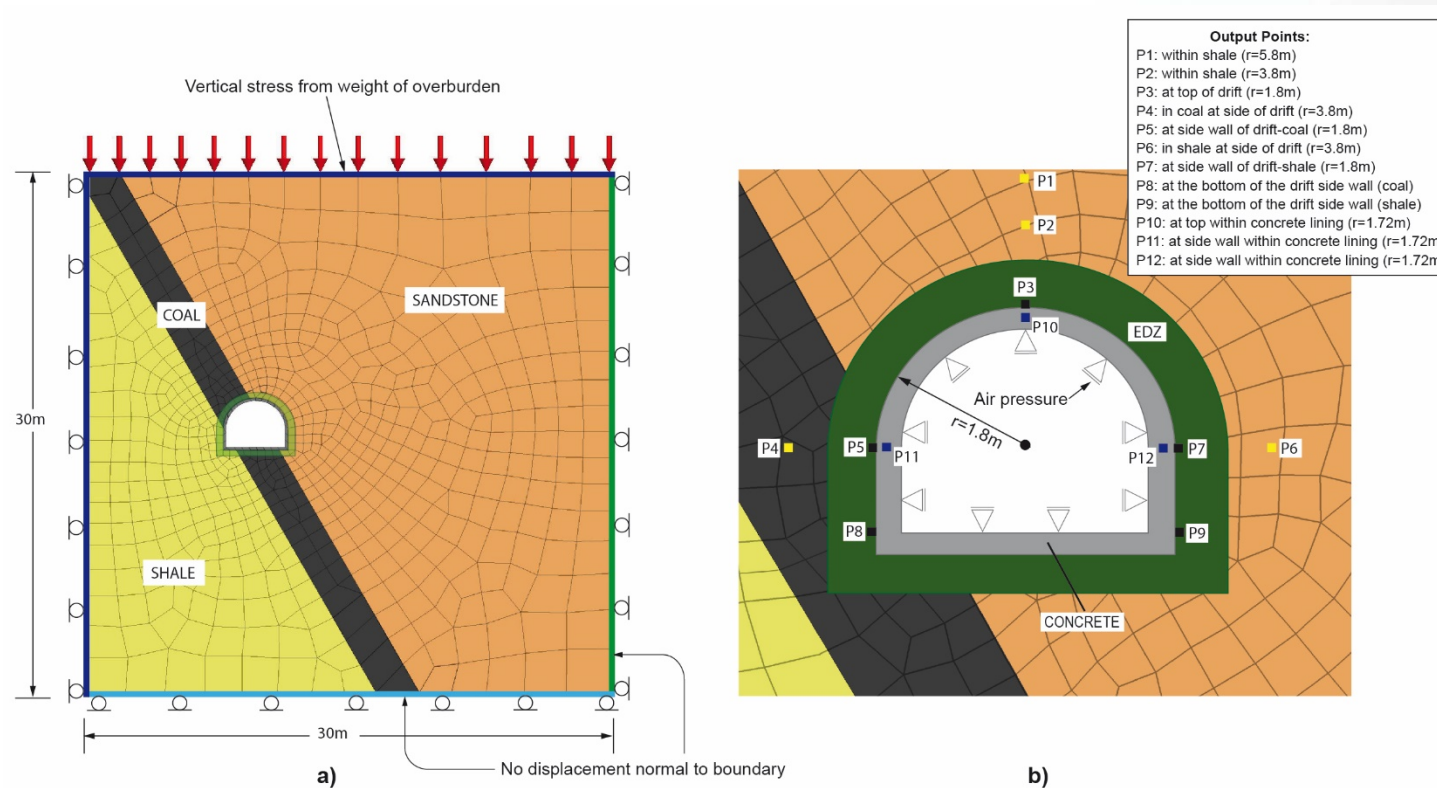 Vertical stress from weight of overburden
30m
COAL
SANDSTONE
SHALE
30m
No displacement normal to boundary
a)
Output Points:
P1: within shale (r=5.8m)
P2: within shale (r=3.8m)
P3: at top of drift (r=1.8m)
P4: in coal at side of drift (r=3.8m)
P5: at side wall of drift-coal (r=1.8m)
P6: in shale at side of drift (r=3.8m)
P7: at side wall of drift-shale (r=1.8m)
P8: at the bottom of the drift side wall (coal)
P9: at the bottom of the drift side wall (shale)
P10: at top within concrete lining (r=1.72m)
P11: at side wall within concrete lining (r=1.72m
P12: at side wall within concrete lining (r=1.72m
P1
P2
P3
P10
EDZ
Air pressure
r=1.8m
P4
P5
P11
P12
P7
P6
P8
P9
CONCRETE
b)